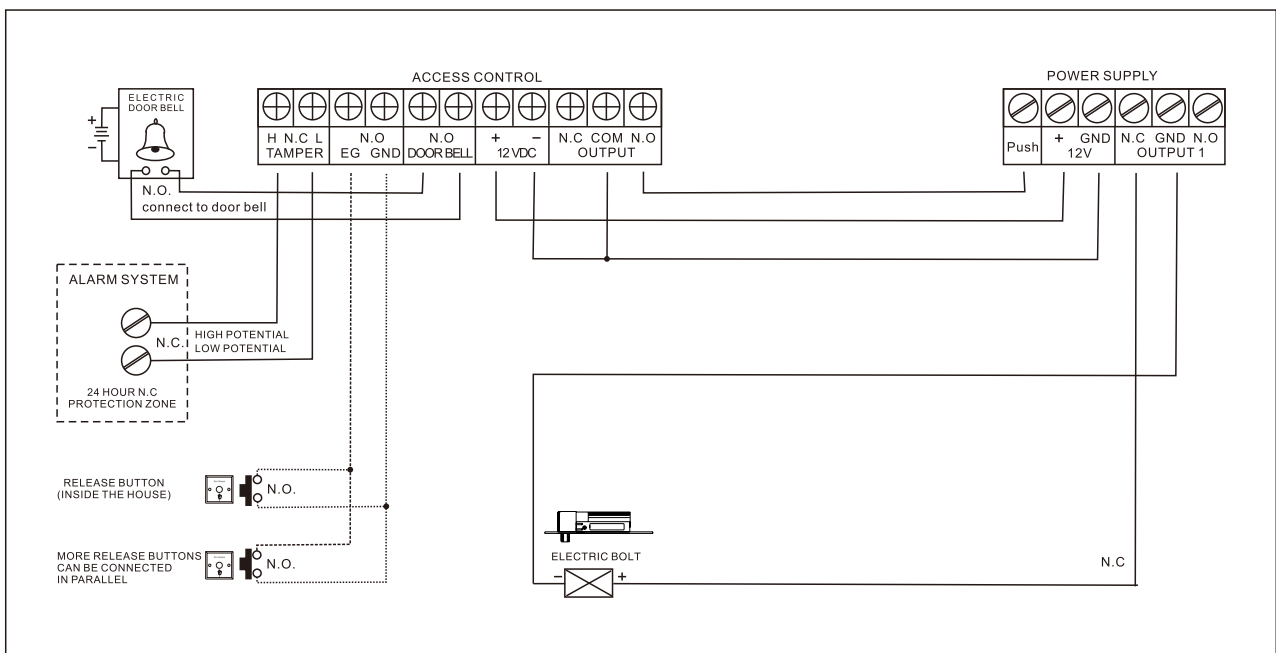 ACCESS CONTROL
POWER SUPPLY
ELECTRIC
DOOR BELL
+
−
H N.C L
TAMPER
N.O
EG GND
N.O
DOOR BELL
+ −
12 VDC
N.C COM N.O
OUTPUT
Push
+ GND
12V
N.C GND N.O
OUTPUT 1
N.O.
connect to door bell
ALARM SYSTEM
HIGH POTENTIAL
N.C.
LOW POTENTIAL
24 HOUR N.C
PROTECTION ZONE
RELEASE BUTTON
(INSIDE THE HOUSE)
N.O.
MORE RELEASE BUTTONS
CAN BE CONNECTED
IN PARALLEL
N.O.
ELECTRIC BOLT
− +
N.C